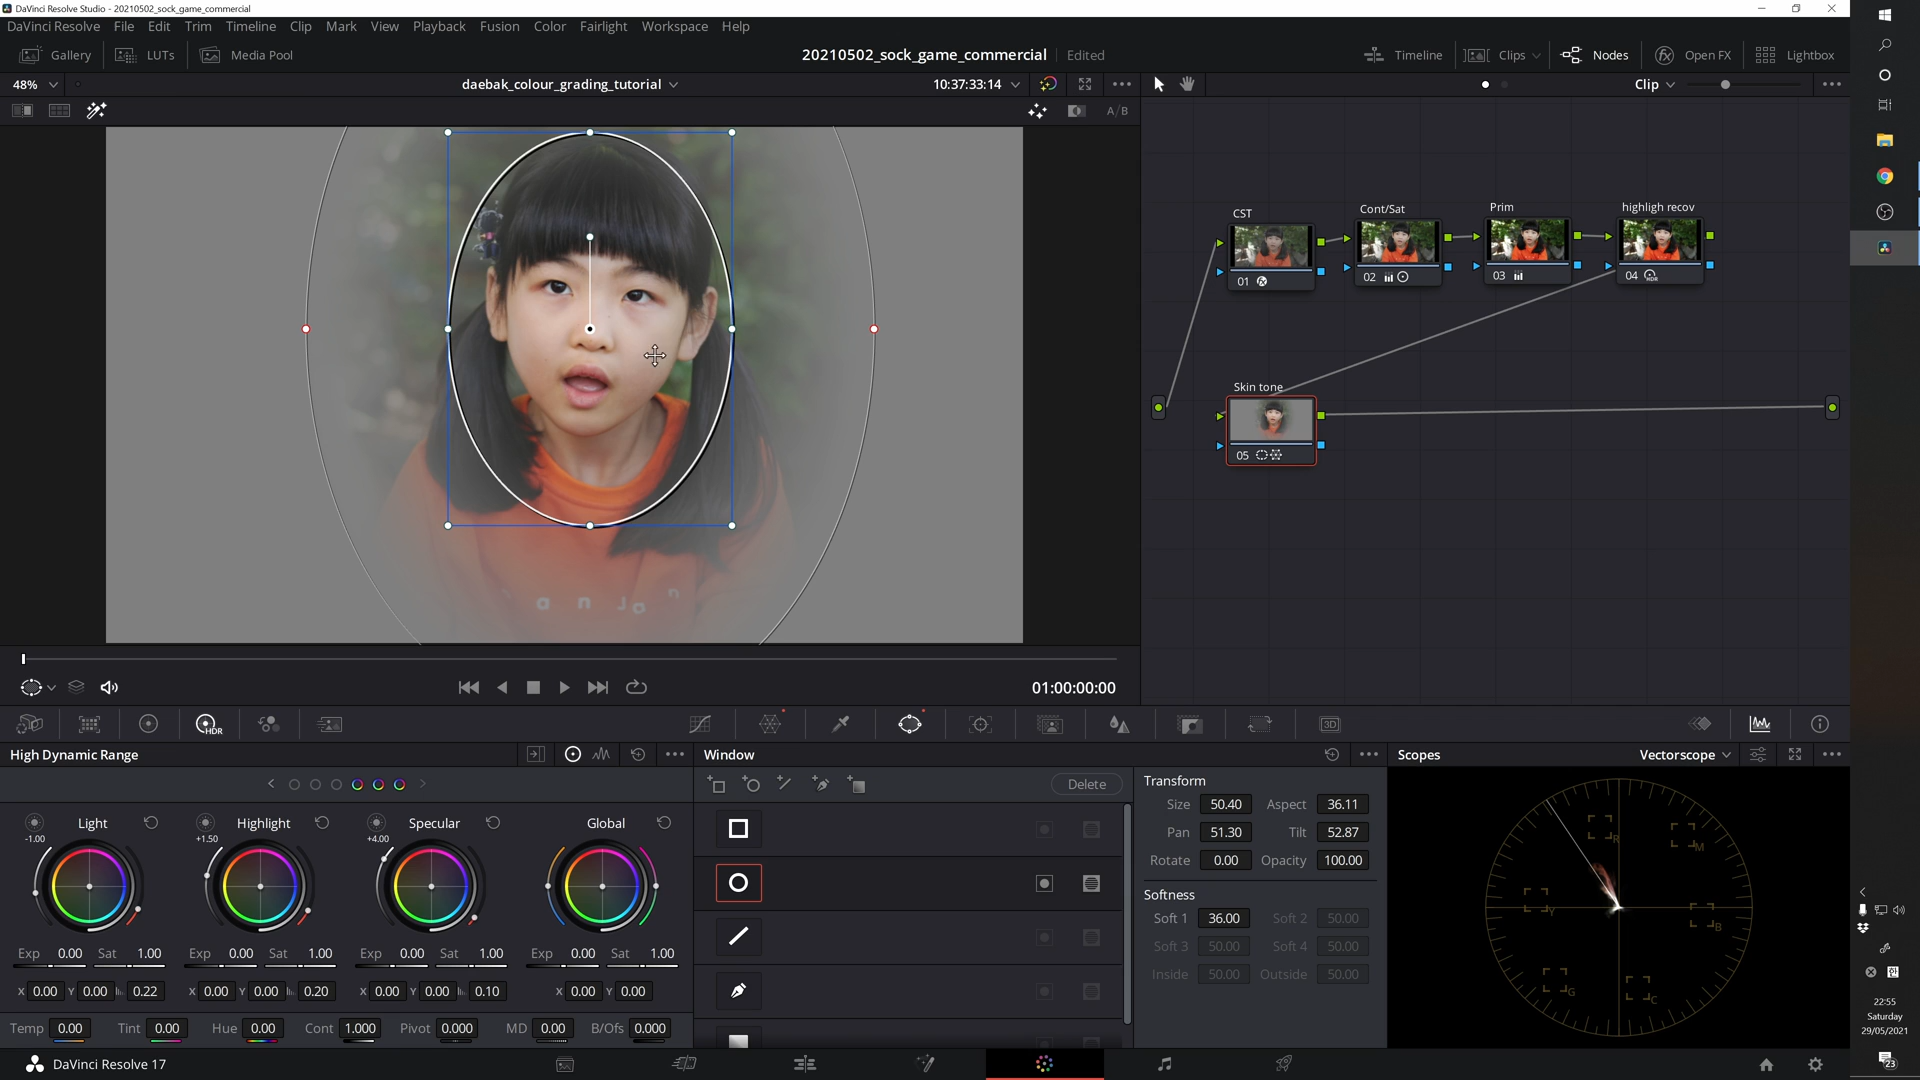 DaVinci Resolve Studio - 20210502_sock_game_commercial
DaVinci Resolve File Edit Trim Timeline Clip Mark View Playback Fusion Color Fairlight Workspace Help
Gallery LUTs Media Pool 20210502_sock_game_commercial Edited Timeline Clips Nodes Open FX Lightbox
48% daebak_colour_grading_tutorial 10:37:33:14 Clip
A/B
CST
Cont/Sat
Prim
highligh recov
01
02
03
04
HDR
Skin tone
05
a n J a n
01:00:00:00
HDR
3D
High Dynamic Range
Window
Scopes
Vectorscope
Delete
-1.00 Light
+1.50 Highlight
+4.00 Specular
Global
Exp 0.00 Sat 1.00 Exp 0.00 Sat 1.00 Exp 0.00 Sat 1.00 Exp 0.00 Sat 1.00
X 0.00 Y 0.00 0.22 X 0.00 Y 0.00 0.20 X 0.00 Y 0.00 0.10 X 0.00 Y 0.00
Temp 0.00 Tint 0.00 Hue 0.00 Cont 1.000 Pivot 0.000 MD 0.00 B/Ofs 0.000
Transform
Size 50.40 Aspect 36.11
Pan 51.30 Tilt 52.87
Rotate 0.00 Opacity 100.00
Softness
Soft 1 36.00 Soft 2 50.00
Soft 3 50.00 Soft 4 50.00
Inside 50.00 Outside 50.00
R
M
Y
B
G
C
DaVinci Resolve 17
22:55
Saturday
29/05/2021
23